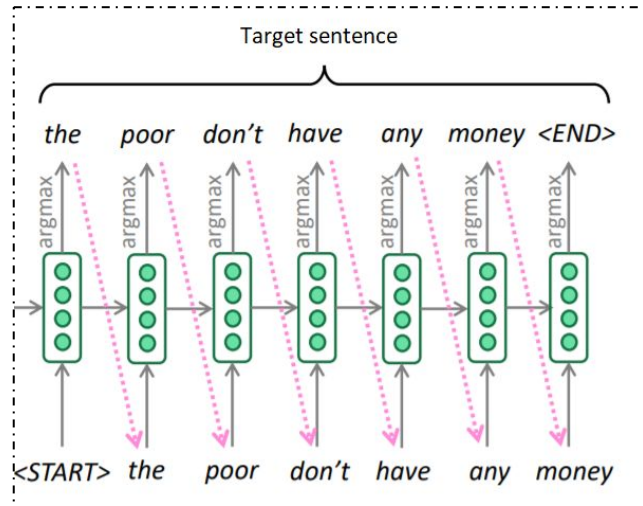 Target sentence
the poor don't have any money <END>
argmax argmax argmax argmax argmax argmax argmax
<START> the poor don't have any money